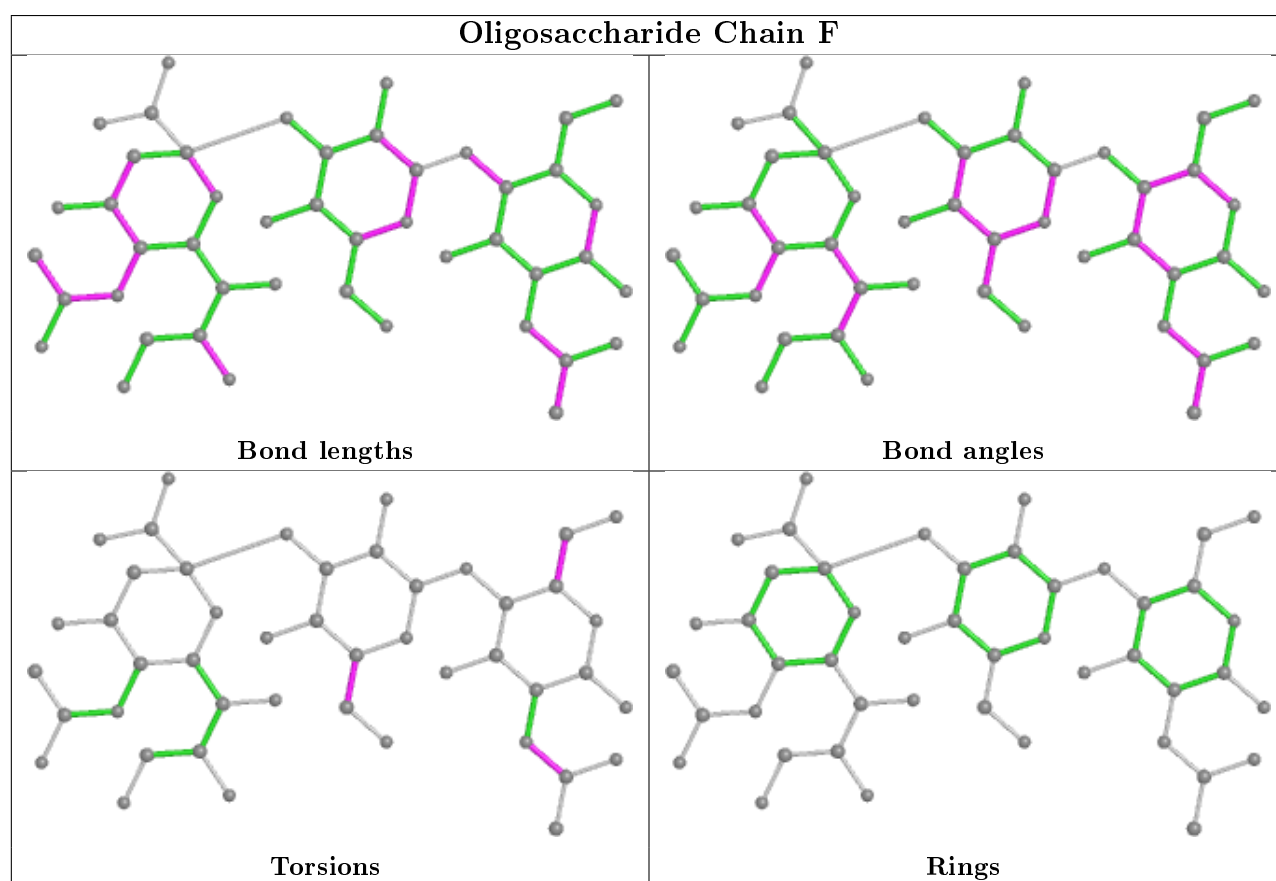 Oligosaccharide Chain F
Bond lengths
Bond angles
Torsions
Rings